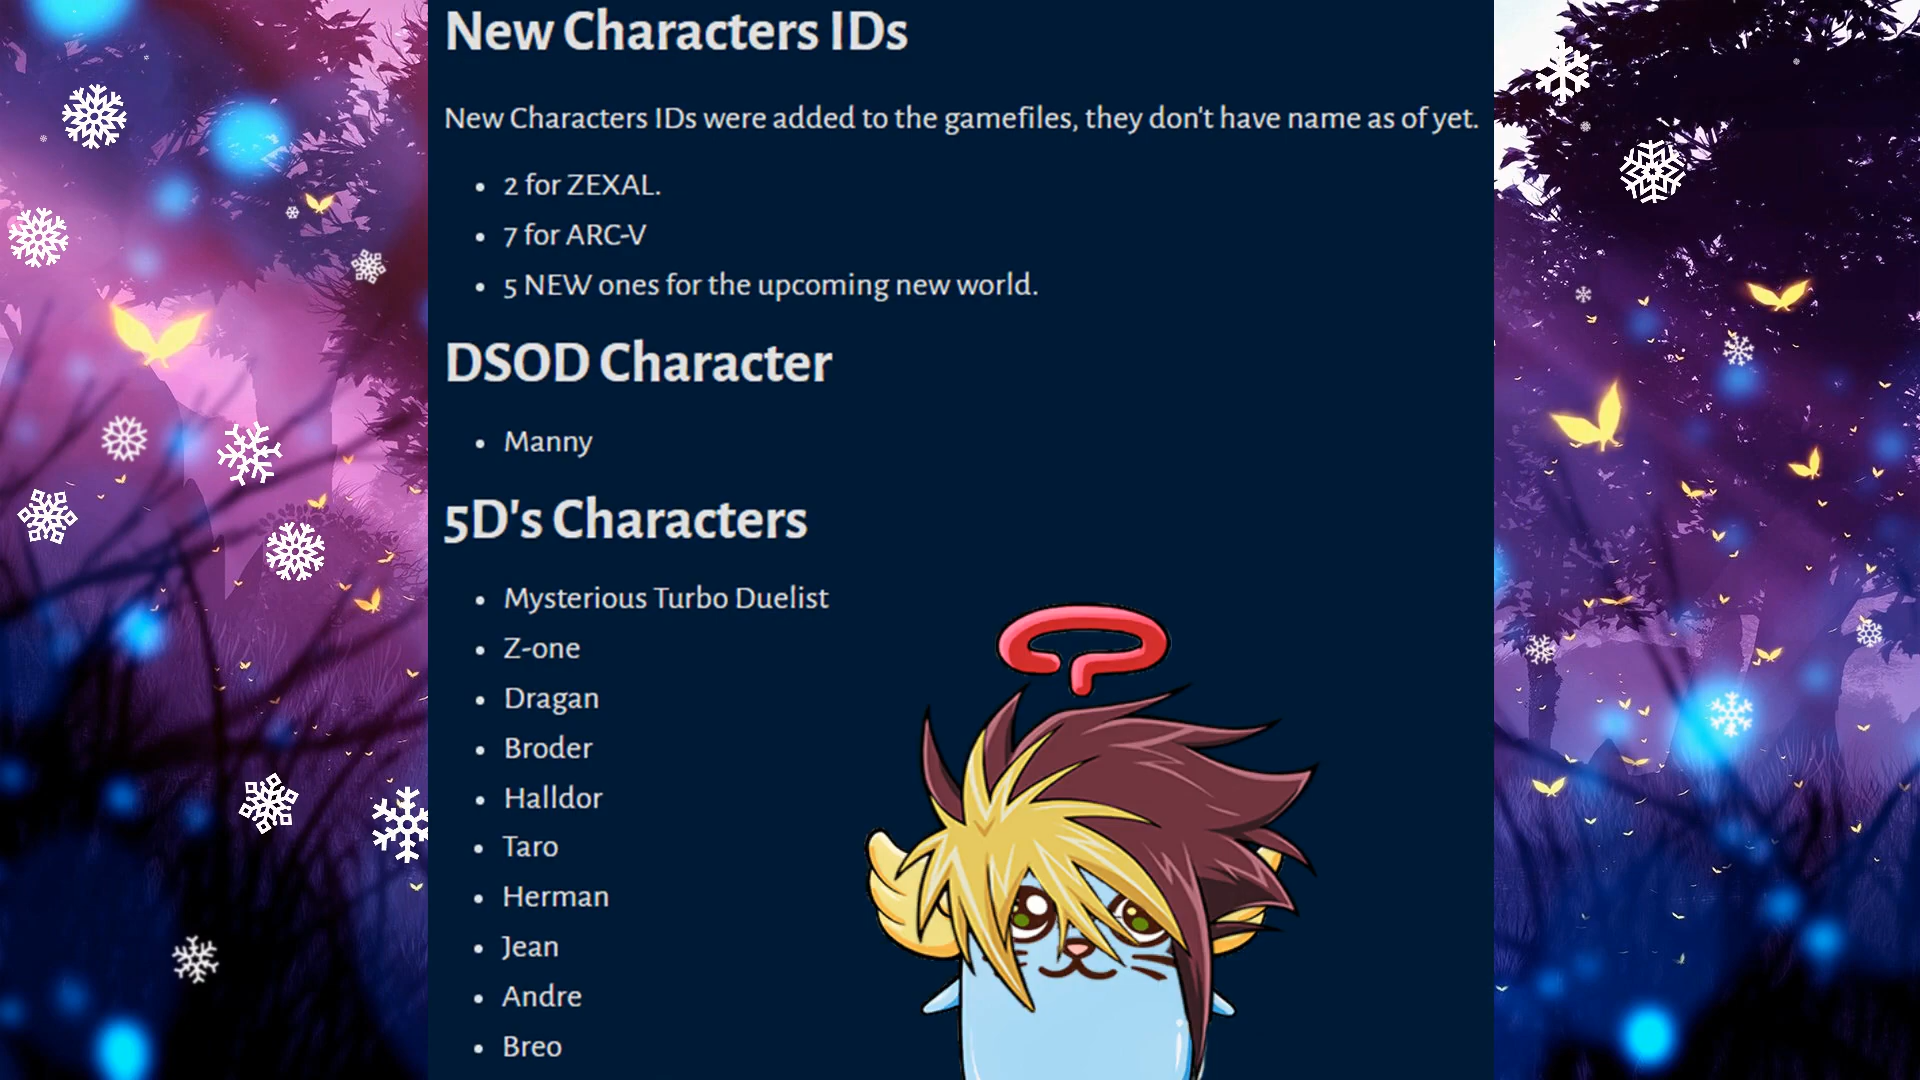 New Characters IDs
New Characters IDs were added to the gamefiles, they don't have name as of yet.
• 2 for ZEXAL.
• 7 for ARC-V
• 5 NEW ones for the upcoming new world.
DSOD Character
• Manny
5D's Characters
• Mysterious Turbo Duelist
• Z-one
• Dragan
• Broder
• Halldor
• Taro
• Herman
• Jean
• Andre
• Breo